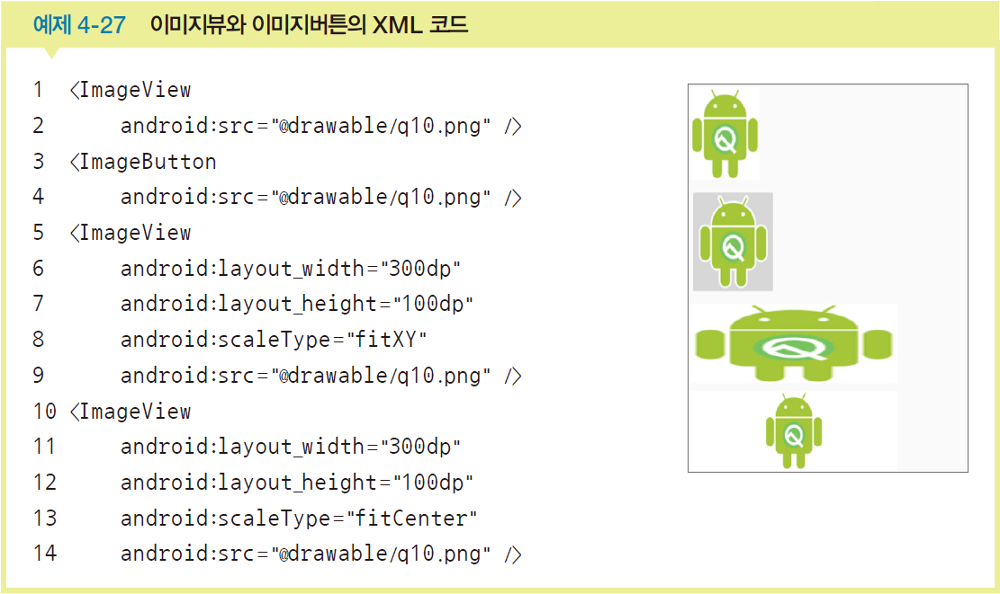 예제 4-27 이미지뷰와 이미지버튼의 XML 코드
1 <ImageView
2 android:src="@drawable/q10.png" />
3 <ImageButton
4 android:src="@drawable/q10.png" />
5 <ImageView
6 android:layout_width="300dp"
7 android:layout_height="100dp"
8 android:scaleType="fitXY"
9 android:src="@drawable/q10.png" />
10 <ImageView
11 android:layout_width="300dp"
12 android:layout_height="100dp"
13 android:scaleType="fitCenter"
14 android:src="@drawable/q10.png" />
Q
Q
Q
Q